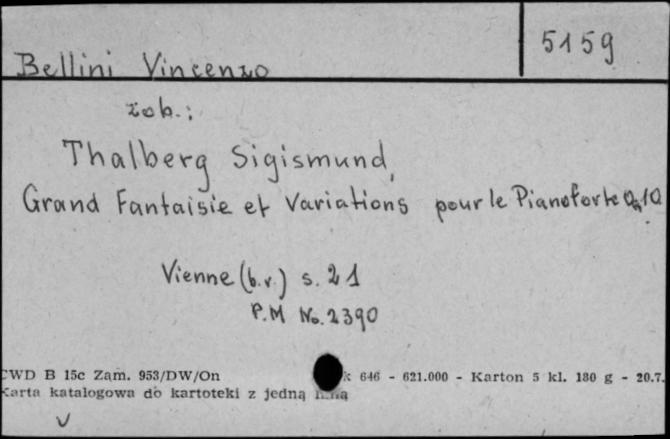 5159
Bellini Vincenzo
zob.:
Thalberg Sigismund,
Grand Fantaisie et Variations pour le Pianoforte Op. 10
Vienne (b.r.) s. 21
P.M No. 2390
CWD B 15c Zam. 953/DW/On k 646 - 621.000 - Karton 5 kl. 180 g - 20.7.
Karta katalogowa do kartoteki z jedną